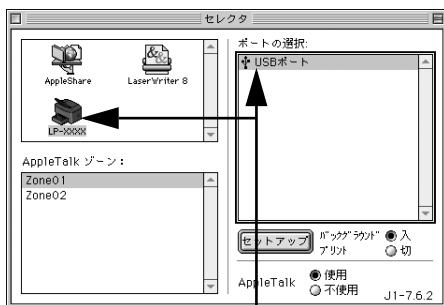 セレクタ
AppleShare
LaserWriter 8
LP-XXXX
AppleTalk ゾーン：
Zone01
Zone02
ポートの選択:
USBポート
セットアップ
バックグラウンド
プリント
入
切
AppleTalk
使用
不使用
J1-7.6.2